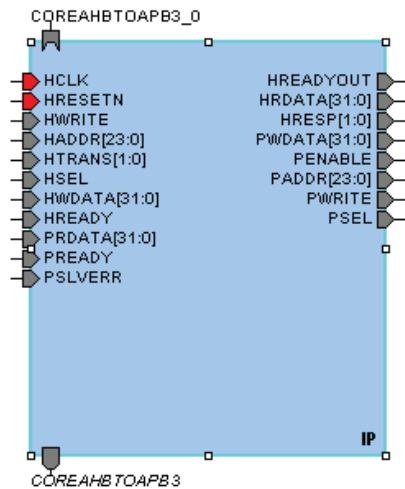 COREAHBTOAPB3_0
HCLK
HRESETN
HWRITE
HADDR[23:0]
HTRANS[1:0]
HSEL
HWDATA[31:0]
HREADY
PRDATA[31:0]
PREADY
PSLVERR
HREADYOUT
HRDATA[31:0]
HRESP[1:0]
PWDATA[31:0]
PENABLE
PADDR[23:0]
PWRITE
PSEL
IP
COREAHBTOAPB3